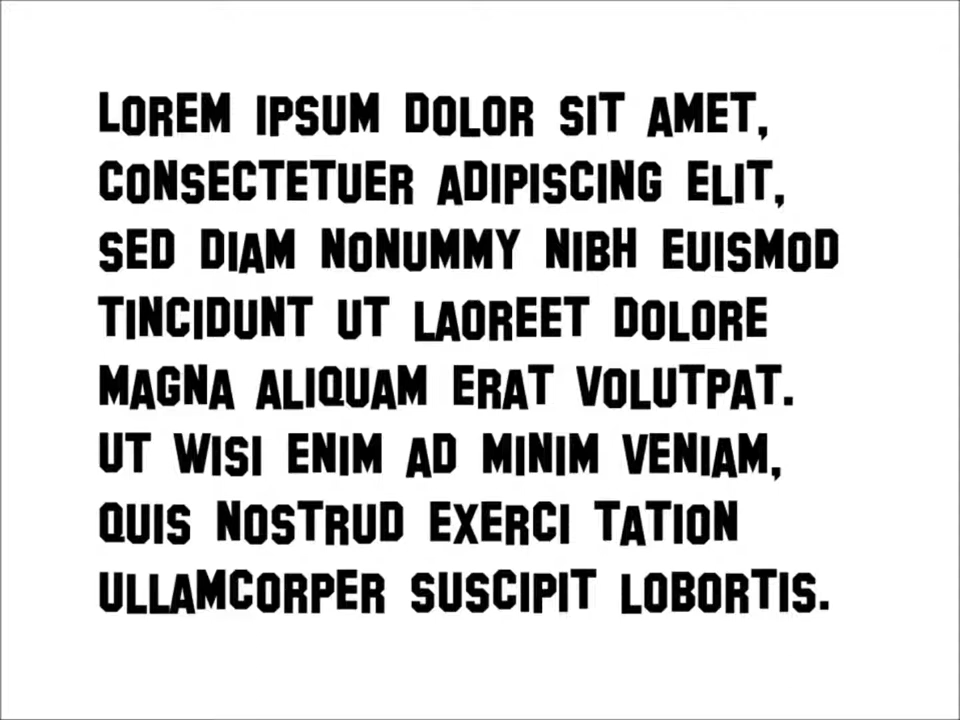 LOREM IPSUM DOLOR SIT AMET,
CONSECTETUER ADIPISCING ELIT,
SED DIAM NONUMMY NIBH EUISMOD
TINCIDUNT UT LAOREET DOLORE
MAGNA ALIQUAM ERAT VOLUTPAT.
UT WISI ENIM AD MINIM VENIAM,
QUIS NOSTRUD EXERCI TATION
ULLAMCORPER SUSCIPIT LOBORTIS.